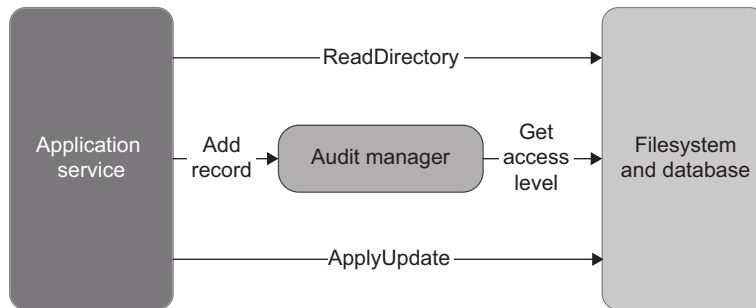 ReadDirectory
Application
service
Add
record
Audit manager
Get
access
level
Filesystem
and database
ApplyUpdate